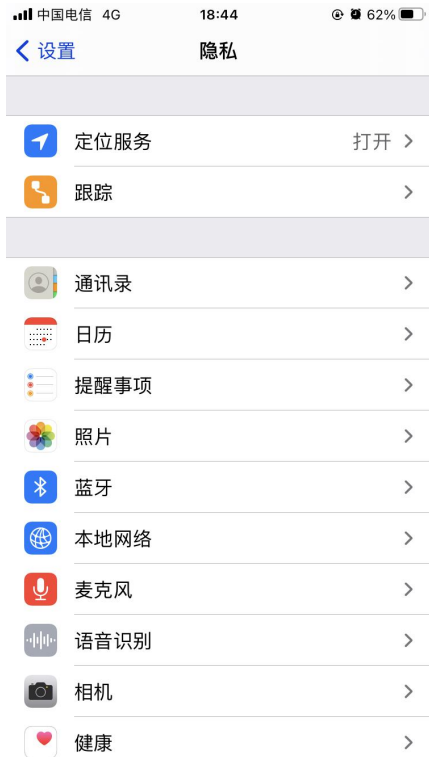 中国电信 4G 18:44 62%
设置 隐私
定位服务 打开
跟踪
通讯录
日历
提醒事项
照片
蓝牙
本地网络
麦克风
语音识别
相机
健康